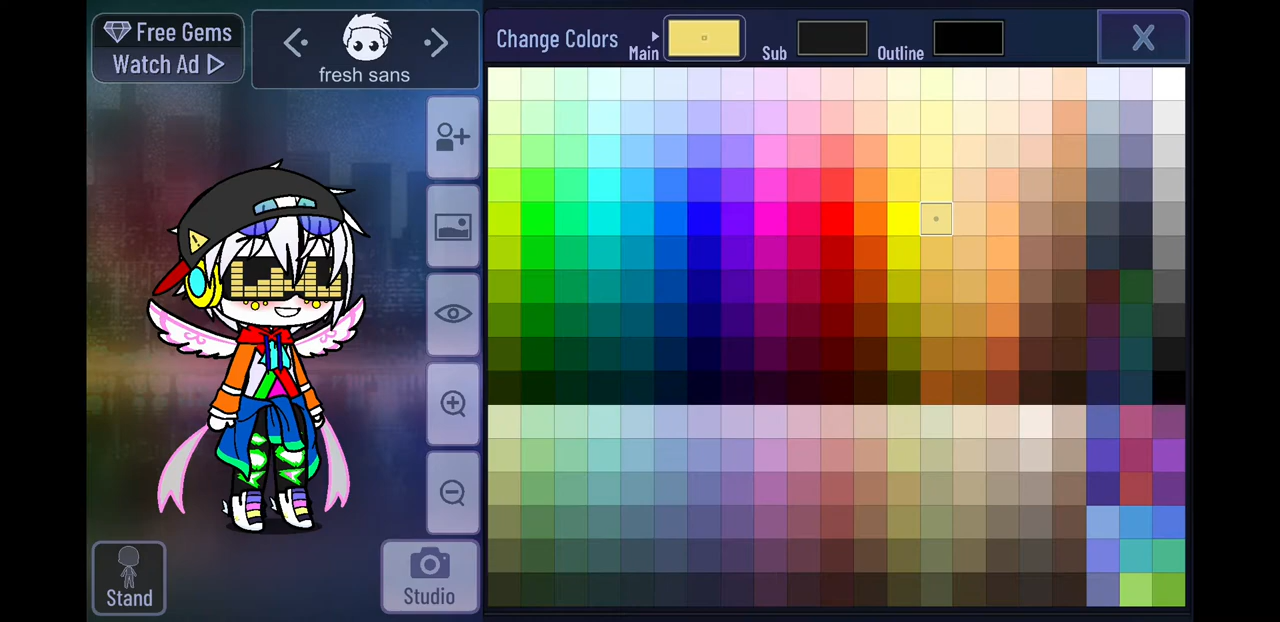 Free Gems
Watch Ad
fresh sans
Change Colors
Main
Sub
Outline
X
Stand
Studio